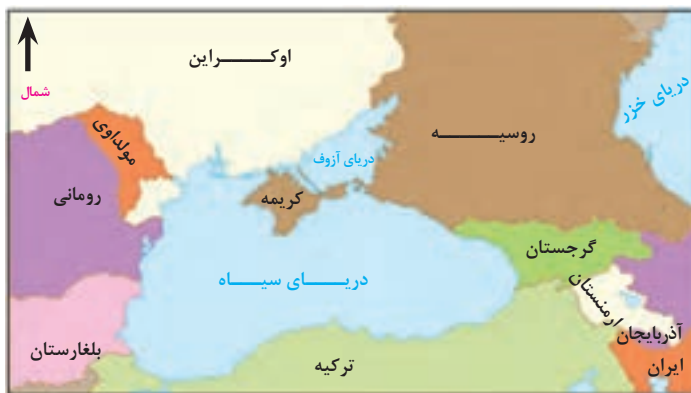 شمال
اوکـــــراین
دریای خزر
مولداوی
روسیـــــه
دریای آزوف
رومانی
کریمه
گرجستان
دریـــــای سیـــــاه
ارمنستان
آذربایجان
بلغارستان
ترکیه
ایران